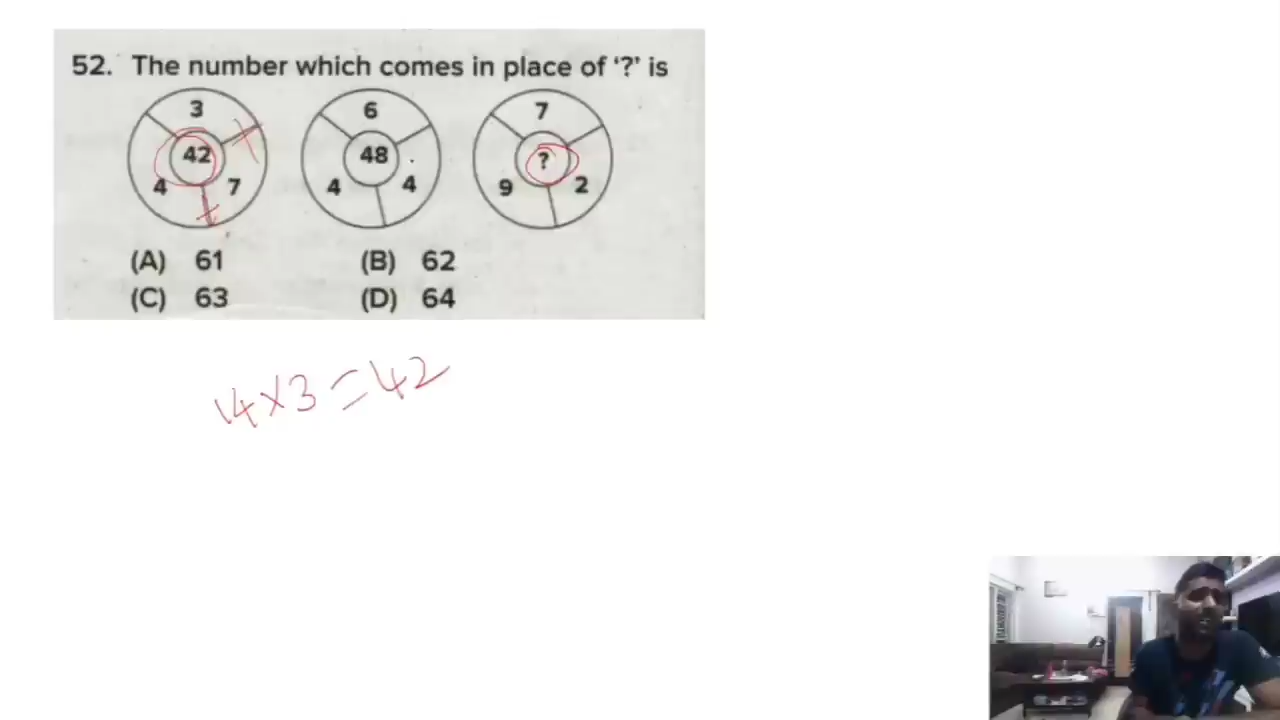 52. The number which comes in place of '?' is
3 6 7
42 48 ?
4 7 4 4 9 2
(A) 61 (B) 62
(C) 63 (D) 64
14×3=42